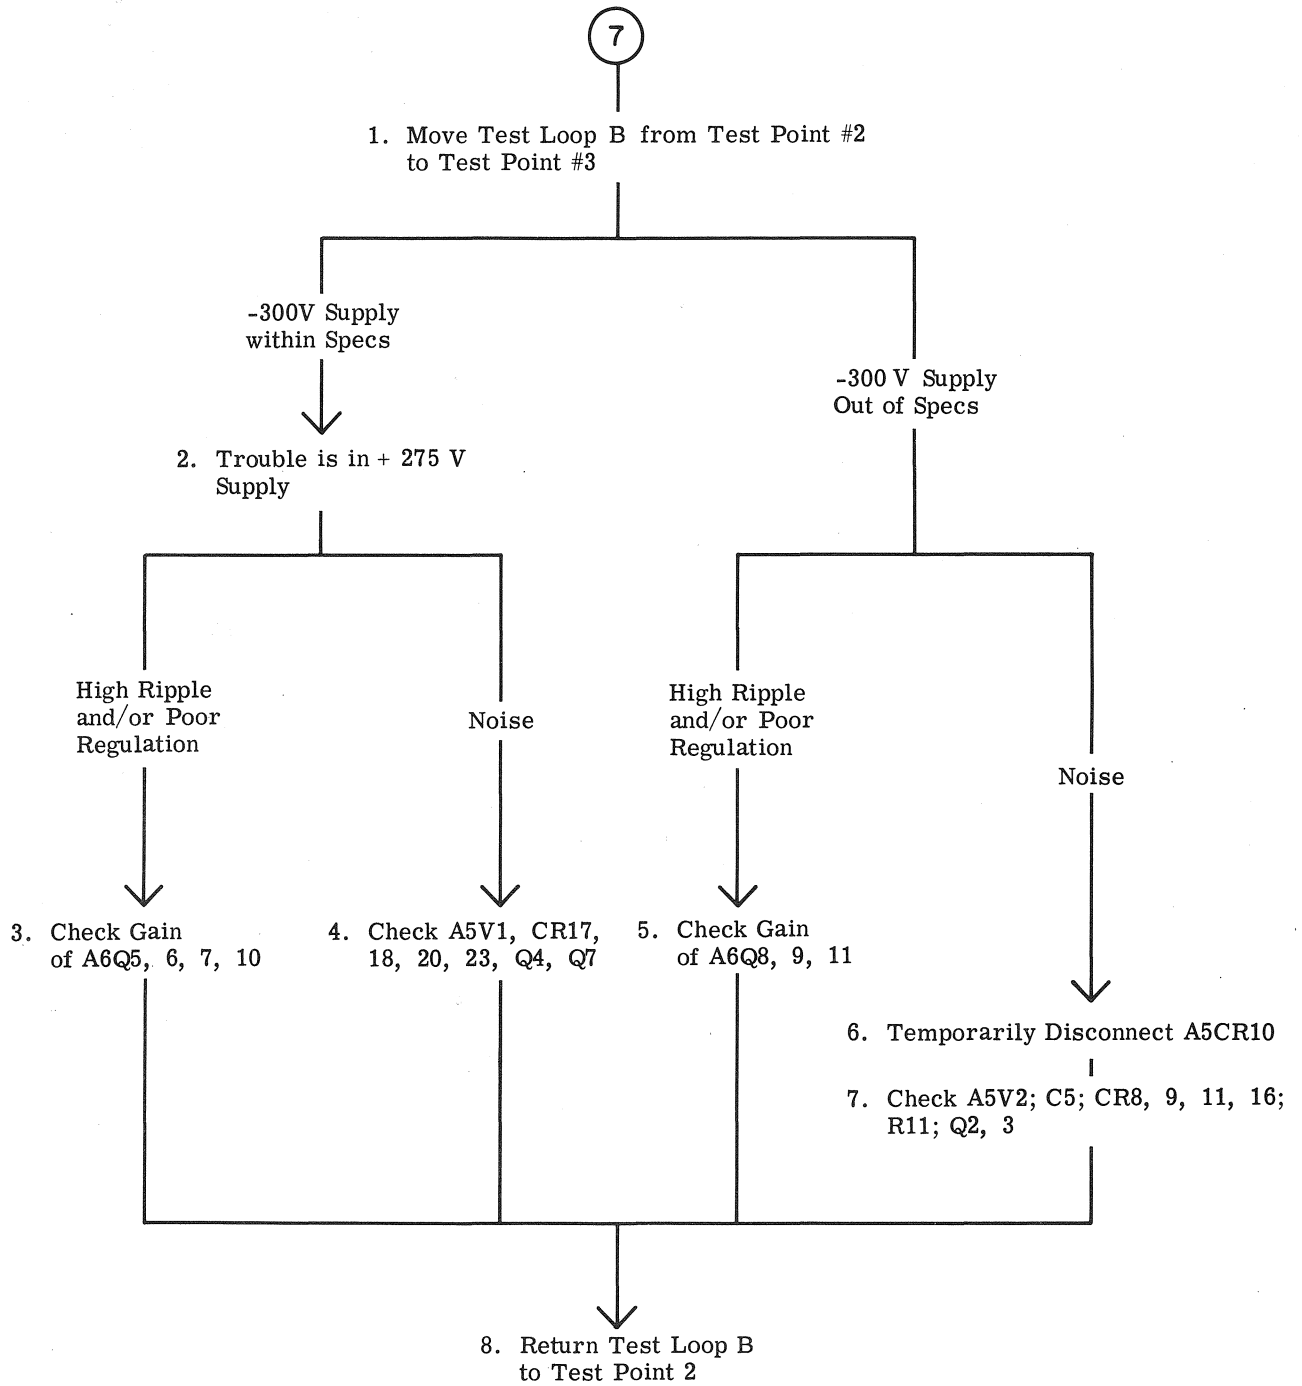 7
1. Move Test Loop B from Test Point #2
to Test Point #3
-300V Supply
within Specs
-300 V Supply
Out of Specs
2. Trouble is in + 275 V
Supply
High Ripple
and/or Poor
Regulation
Noise
High Ripple
and/or Poor
Regulation
Noise
3. Check Gain
of A6Q5, 6, 7, 10
4. Check A5V1, CR17,
18, 20, 23, Q4, Q7
5. Check Gain
of A6Q8, 9, 11
6. Temporarily Disconnect A5CR10
7. Check A5V2; C5; CR8, 9, 11, 16;
R11; Q2, 3
8. Return Test Loop B
to Test Point 2